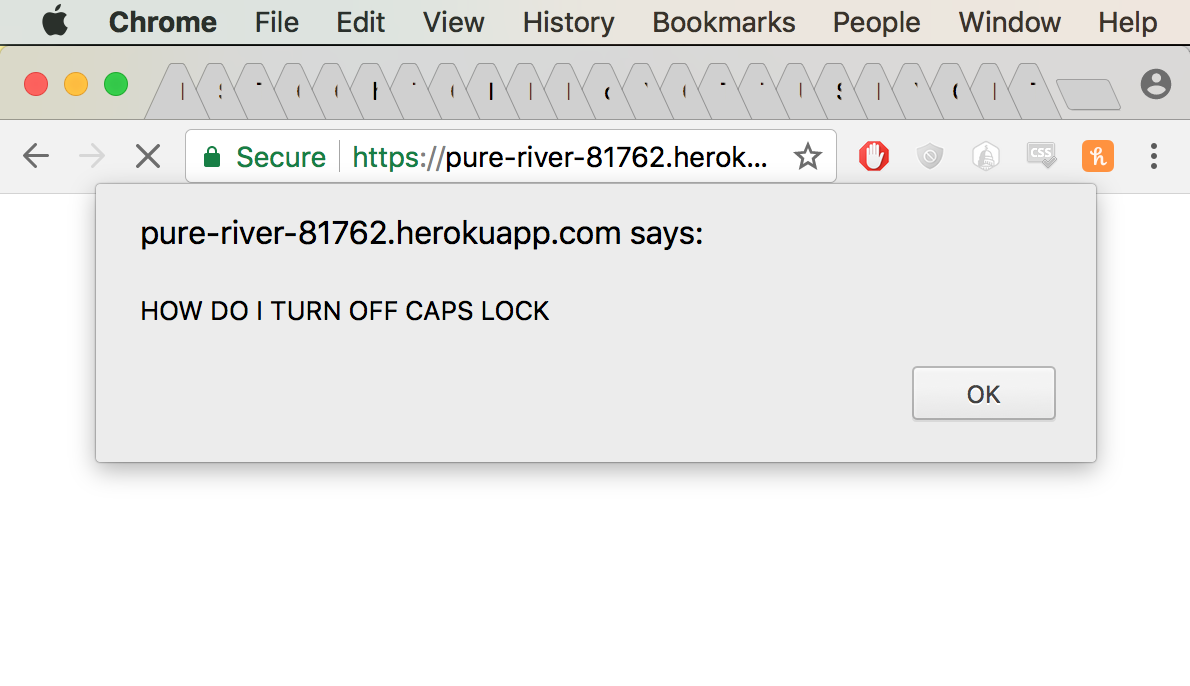 Chrome File Edit View History Bookmarks People Window Help
Secure https://pure-river-81762.herok...
CSS
pure-river-81762.herokuapp.com says:
HOW DO I TURN OFF CAPS LOCK
OK